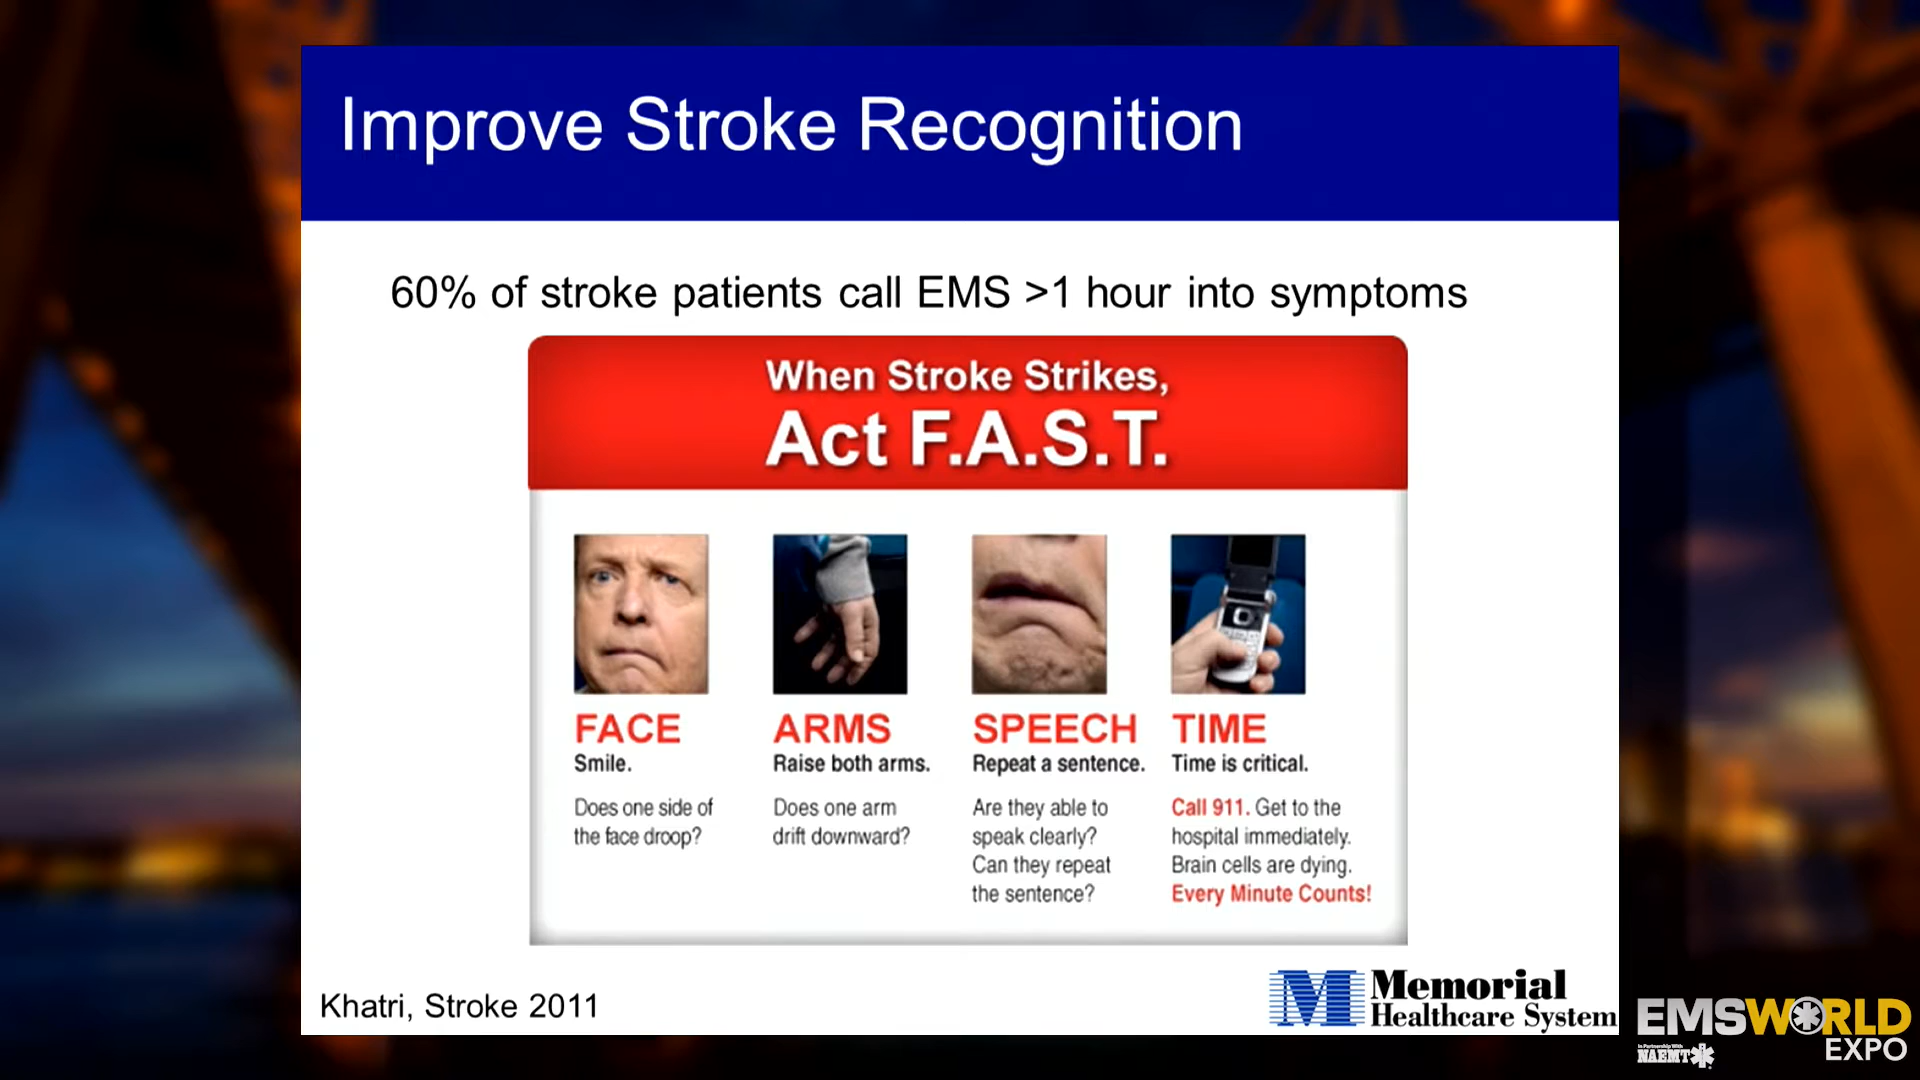 Improve Stroke Recognition
60% of stroke patients call EMS >1 hour into symptoms
When Stroke Strikes,
Act F.A.S.T.
FACE
Smile.
Does one side of
the face droop?
ARMS
Raise both arms.
Does one arm
drift downward?
SPEECH
Repeat a sentence.
Are they able to
speak clearly?
Can they repeat
the sentence?
TIME
Time is critical.
Call 911. Get to the
hospital immediately.
Brain cells are dying.
Every Minute Counts!
Khatri, Stroke 2011
M Memorial
Healthcare System
EMSWORLD
EXPO
In Partnership With
NAEMT